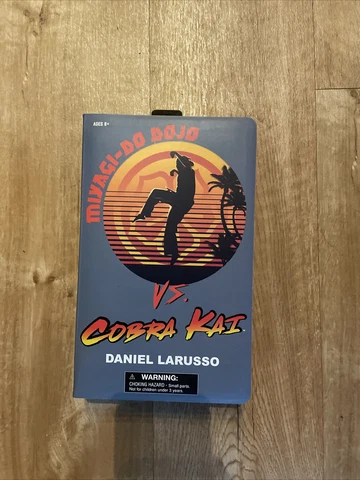 AGES 8+
MIYAGI-DO DOJO
VS.
COBRA KAI
DANIEL LARUSSO
WARNING:
CHOKING HAZARD - Small parts.
Not for children under 3 years.